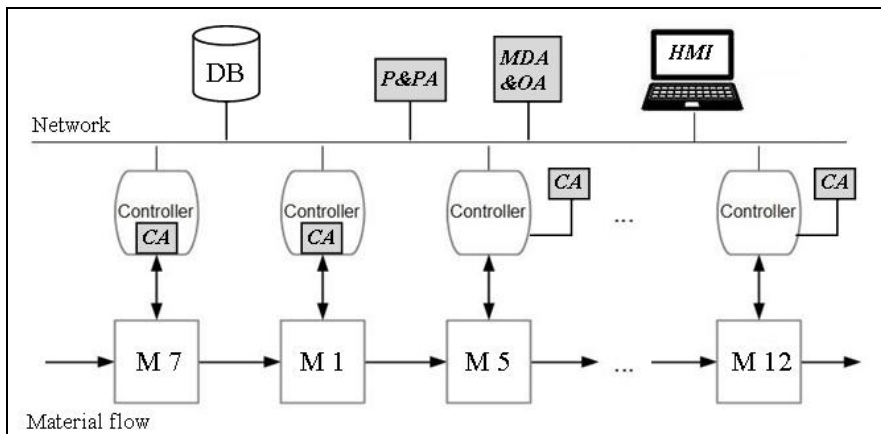 DB
P&PA
MDA
&OA
HMI
Network
Controller
CA
Controller
CA
Controller
CA
...
Controller
CA
M 7
M 1
M 5
...
M 12
Material flow